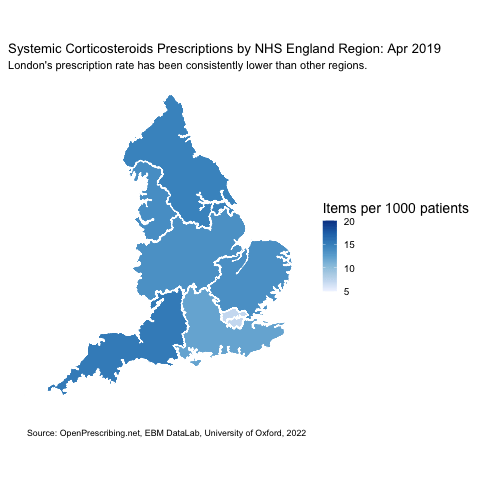 Systemic Corticosteroids Prescriptions by NHS England Region: Apr 2019
London's prescription rate has been consistently lower than other regions.
Items per 1000 patients
20
15
10
5
Source: OpenPrescribing.net, EBM DataLab, University of Oxford, 2022